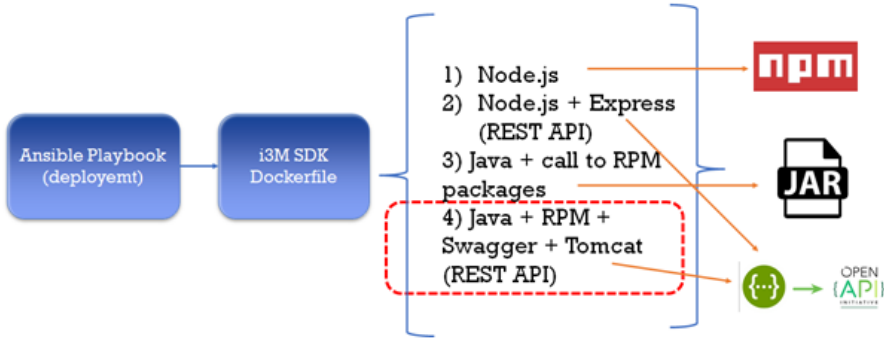 Ansible Playbook
(deployemt)
i3M SDK
Dockerfile
1) Node.js
2) Node.js + Express
(REST API)
3) Java + call to RPM
packages
4) Java + RPM +
Swagger + Tomcat
(REST API)
npm
JAR
{...}
OPEN
{API}
INITIATIVE